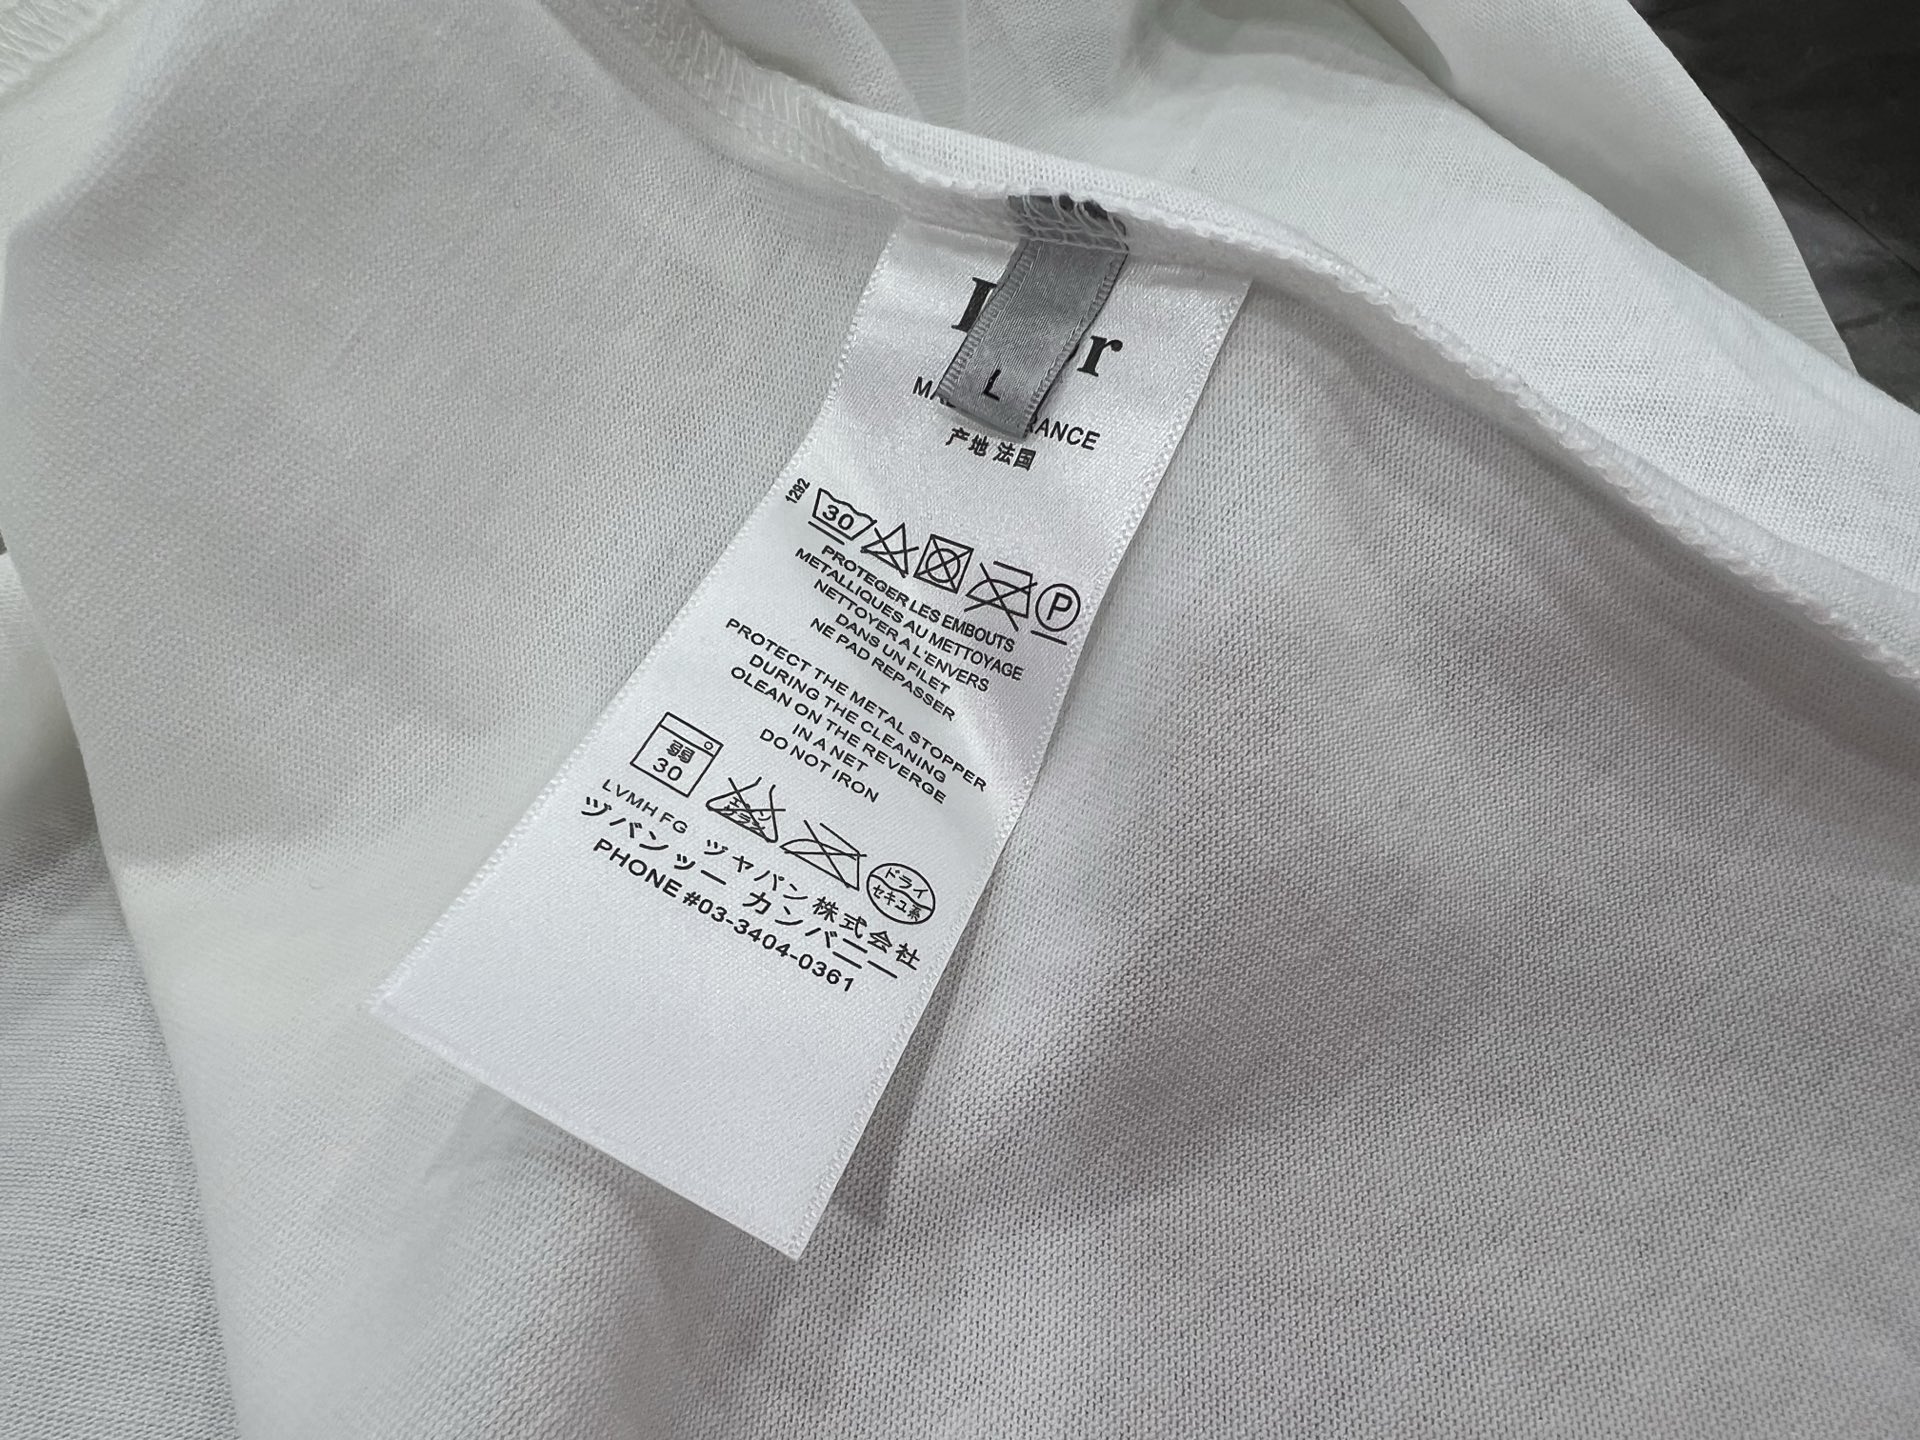 L
产地 法国
1292
30
P
PROTEGER LES EMBOUTS
METALLIQUES AU METTOYAGE
NETTOYER A L'ENVERS
DANS UN FILET
NE PAD REPASSER
PROTECT THE METAL STOPPER
DURING THE CLEANING
OLEAN ON THE REVERGE
IN A NET
DO NOT IRON
弱
30
ドライ
セキユ系
LVMH FG ヅヤパン株式会社
ヅバンツー カンバニー
PHONE #03-3404-0361